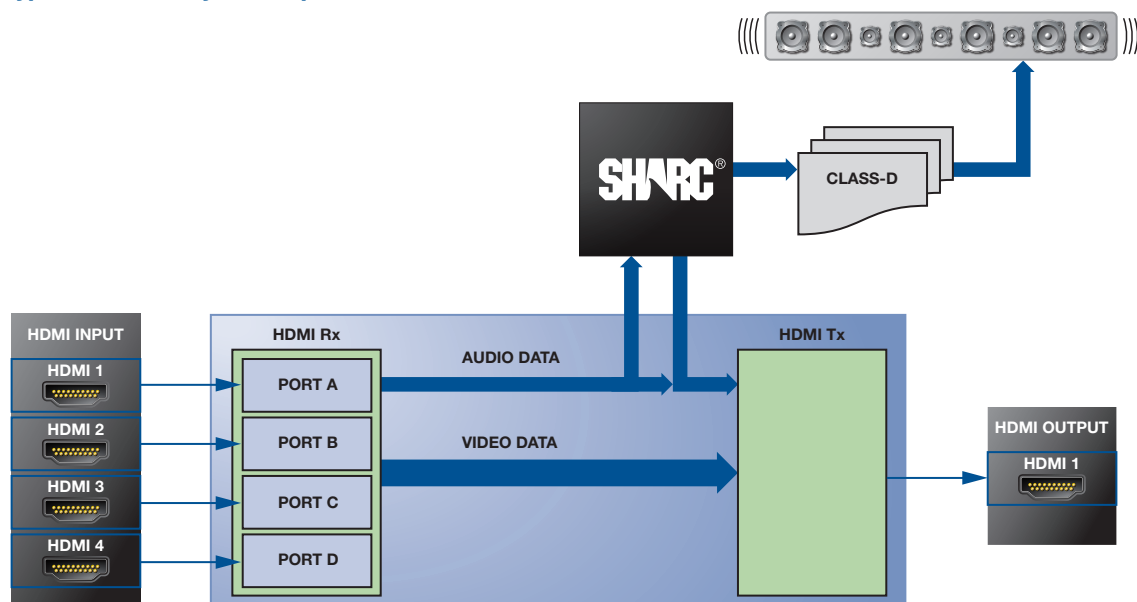 SHARC®
CLASS-D
HDMI INPUT
HDMI 1
HDMI 2
HDMI 3
HDMI 4
HDMI Rx
PORT A
PORT B
PORT C
PORT D
AUDIO DATA
VIDEO DATA
HDMI Tx
HDMI OUTPUT
HDMI 1